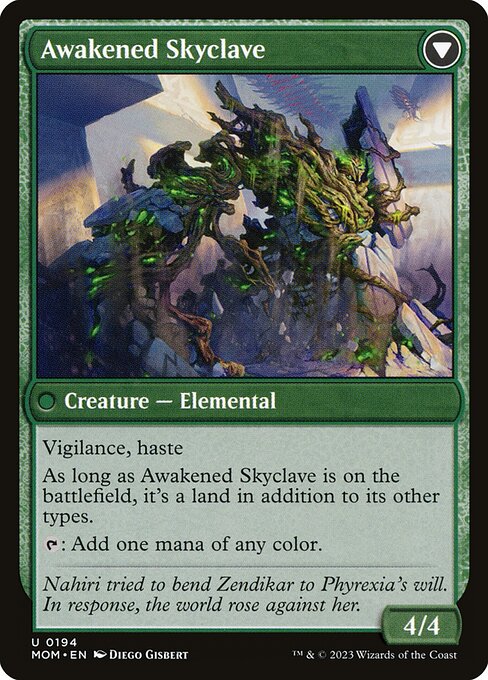 Awakened Skyclave
Creature — Elemental
Vigilance, haste
As long as Awakened Skyclave is on the
battlefield, it's a land in addition to its other
types.
: Add one mana of any color.
Nahiri tried to bend Zendikar to Phyrexia's will.
In response, the world rose against her.
4/4
U 0194
MOM • EN Diego Gisbert
™ & © 2023 Wizards of the Coast